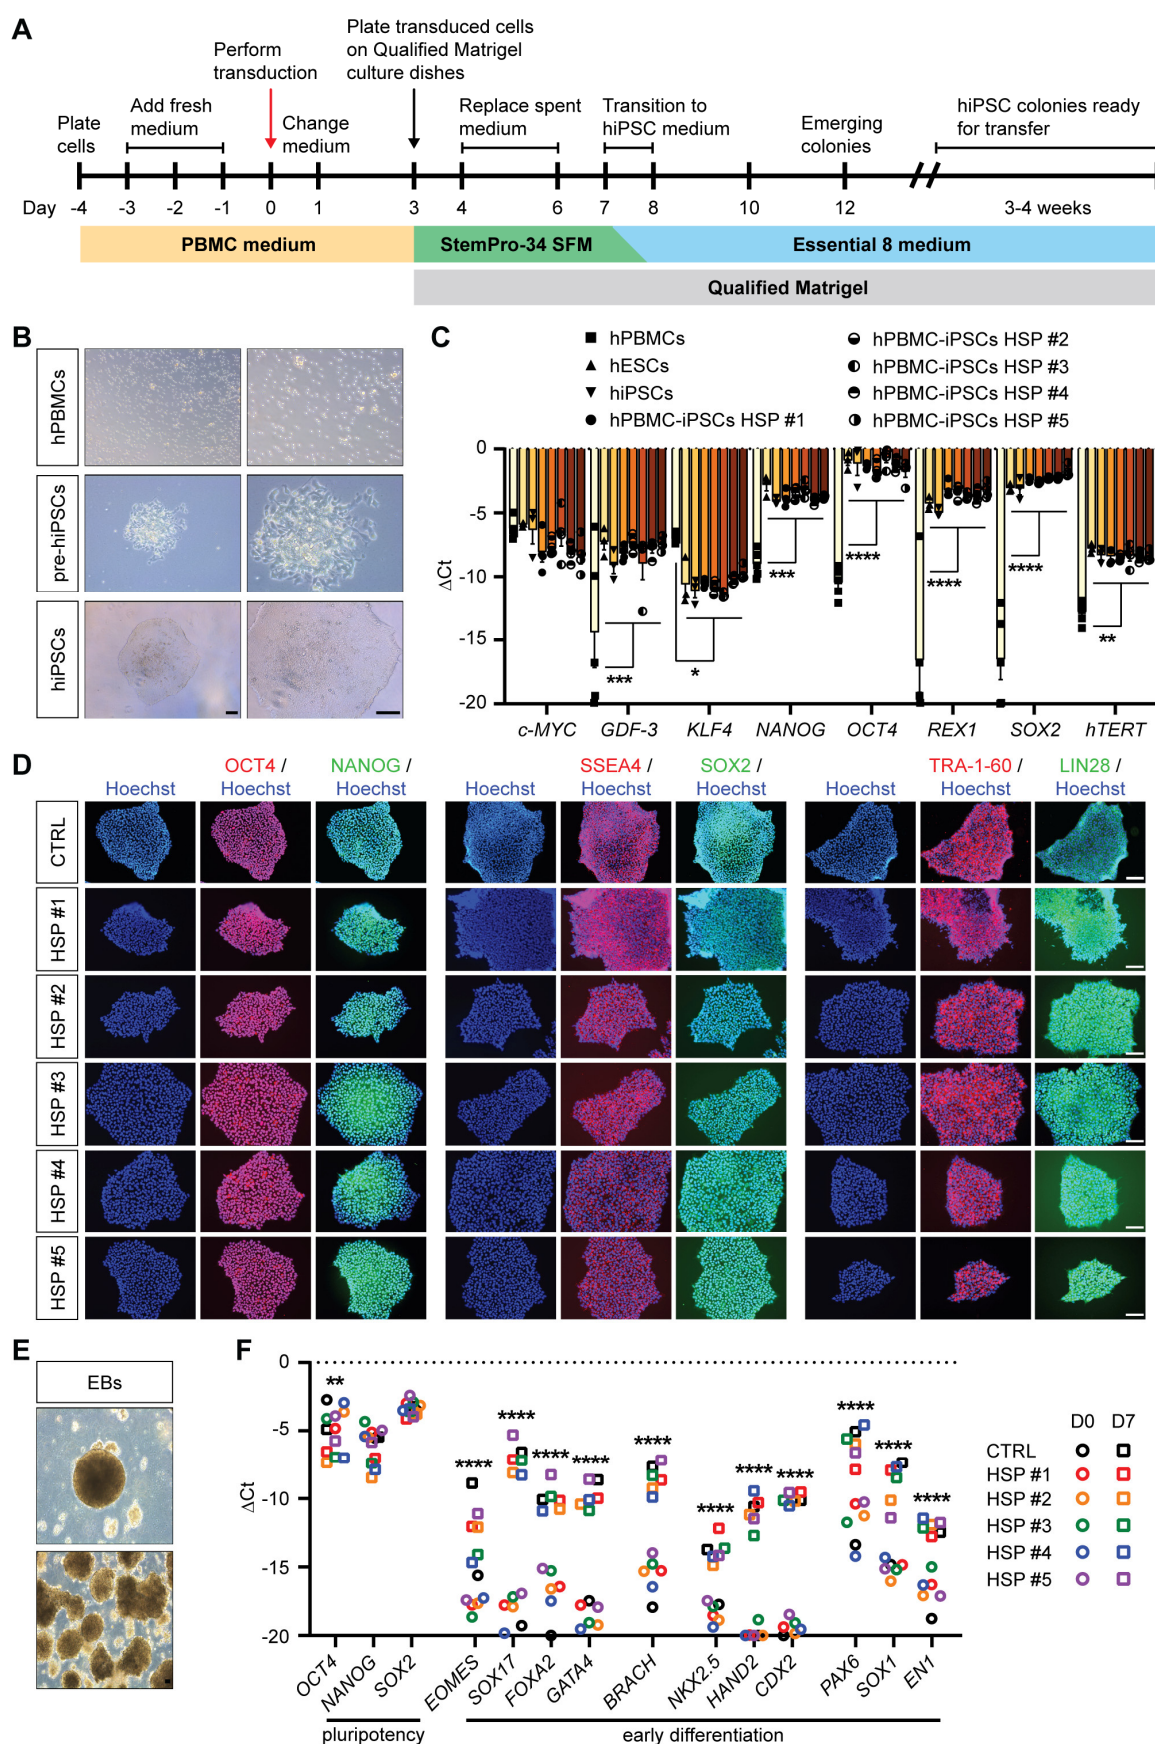 A
Plate cells
Add fresh medium
Perform transduction
Change medium
Plate transduced cells on Qualified Matrigel culture dishes
Replace spent medium
Transition to hiPSC medium
Emerging colonies
hiPSC colonies ready for transfer
Day -4 -3 -2 -1 0 1 3 4 6 7 8 10 12 3-4 weeks
PBMC medium StemPro-34 SFM Essential 8 medium
Qualified Matrigel
B
hPBMCs
pre-hiPSCs
hiPSCs
C
hPBMCs
hESCs
hiPSCs
hPBMC-iPSCs HSP #1
hPBMC-iPSCs HSP #2
hPBMC-iPSCs HSP #3
hPBMC-iPSCs HSP #4
hPBMC-iPSCs HSP #5
ΔCt
0
-5
-10
-15
-20
*** * *** **** **** **** **
c-MYC GDF-3 KLF4 NANOG OCT4 REX1 SOX2 hTERT
D
Hoechst OCT4 / Hoechst NANOG / Hoechst
Hoechst SSEA4 / Hoechst SOX2 / Hoechst
Hoechst TRA-1-60 / Hoechst LIN28 / Hoechst
CTRL
HSP #1
HSP #2
HSP #3
HSP #4
HSP #5
E
EBs
F
ΔCt
0
-5
-10
-15
-20
** **** **** **** **** **** **** **** **** **** **** ****
OCT4 NANOG SOX2 EOMES SOX17 FOXA2 GATA4 BRACH NKX2.5 HAND2 CDX2 PAX6 SOX1 EN1
pluripotency early differentiation
D0 D7
CTRL
HSP #1
HSP #2
HSP #3
HSP #4
HSP #5